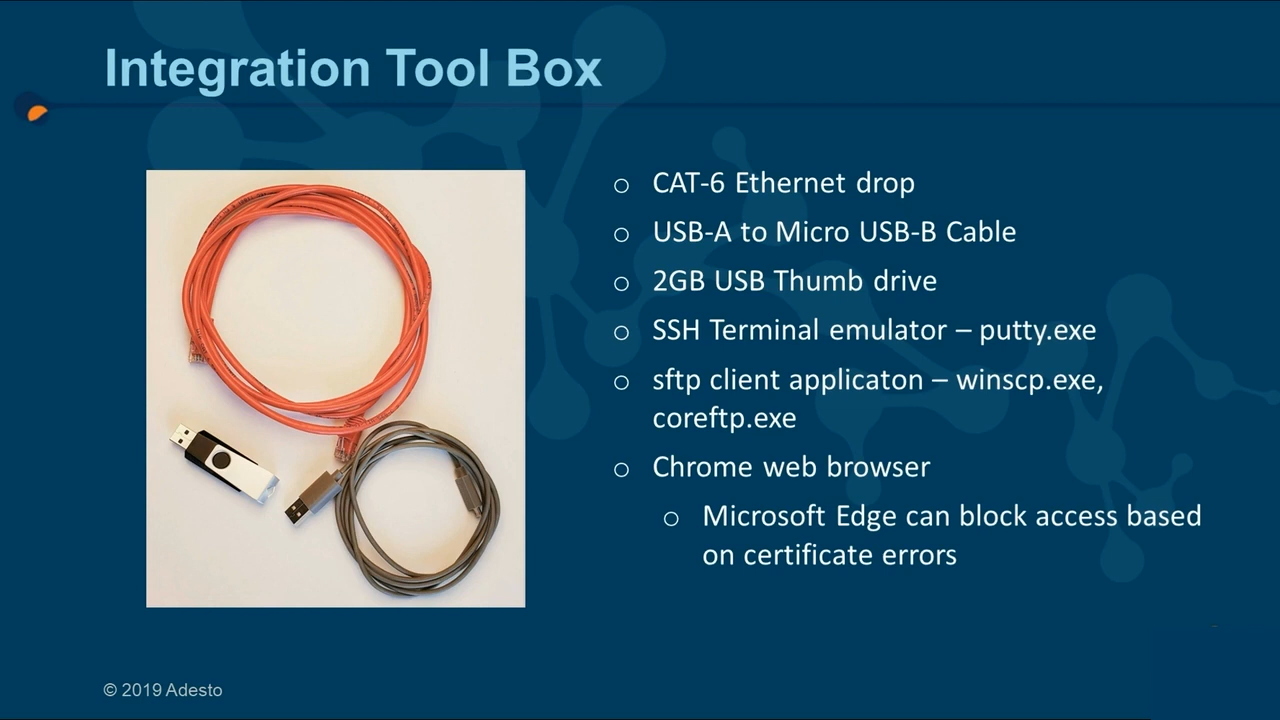 Integration Tool Box
○ CAT-6 Ethernet drop
○ USB-A to Micro USB-B Cable
○ 2GB USB Thumb drive
○ SSH Terminal emulator – putty.exe
○ sftp client applicaton – winscp.exe,
coreftp.exe
○ Chrome web browser
○ Microsoft Edge can block access based
on certificate errors
© 2019 Adesto